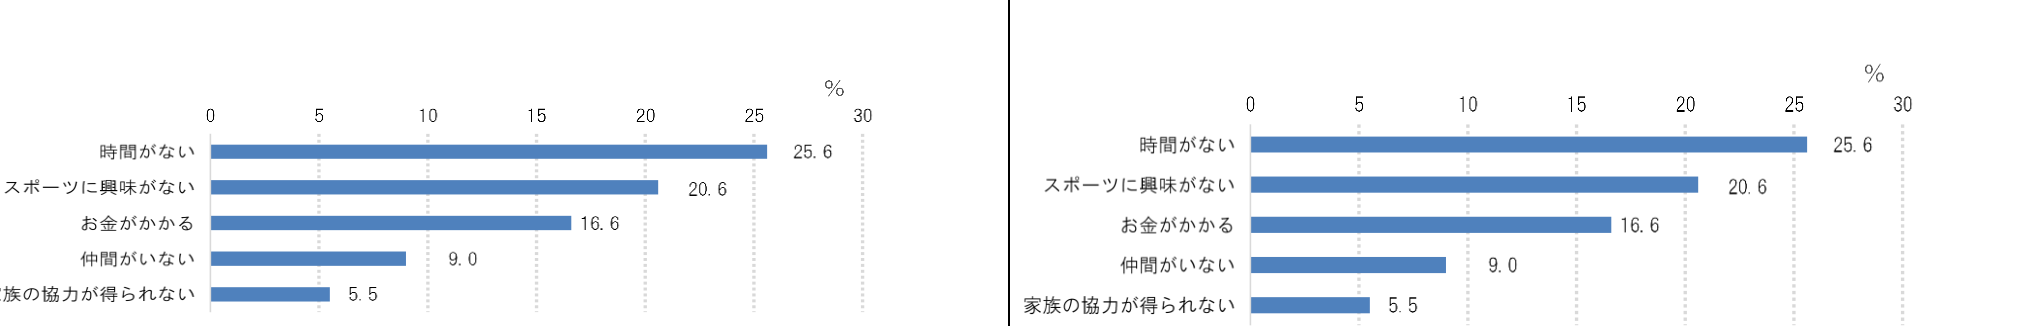 %
0 5 10 15 20 25 30
時間がない 25.6
スポーツに興味がない 20.6
お金がかかる 16.6
仲間がいない 9.0
族の協力が得られない 5.5
%
0 5 10 15 20 25 30
時間がない 25.6
スポーツに興味がない 20.6
お金がかかる 16.6
仲間がいない 9.0
家族の協力が得られない 5.5